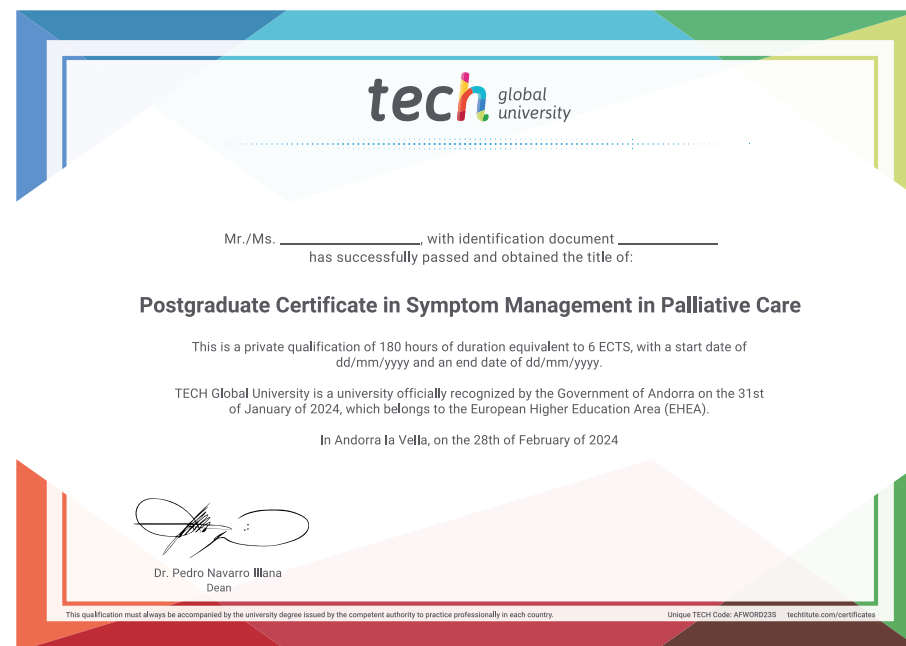 tech global university
Mr./Ms. ____________, with identification document ____________
has successfully passed and obtained the title of:
Postgraduate Certificate in Symptom Management in Palliative Care
This is a private qualification of 180 hours of duration equivalent to 6 ECTS, with a start date of
dd/mm/yyyy and an end date of dd/mm/yyyy.
TECH Global University is a university officially recognized by the Government of Andorra on the 31st
of January of 2024, which belongs to the European Higher Education Area (EHEA).
In Andorra la Vella, on the 28th of February of 2024
Dr. Pedro Navarro Illana
Dean
This qualification must always be accompanied by the university degree issued by the competent authority to practice professionally in each country.
Unique TECH Code: AFWORD23S techtitute.com/certificates